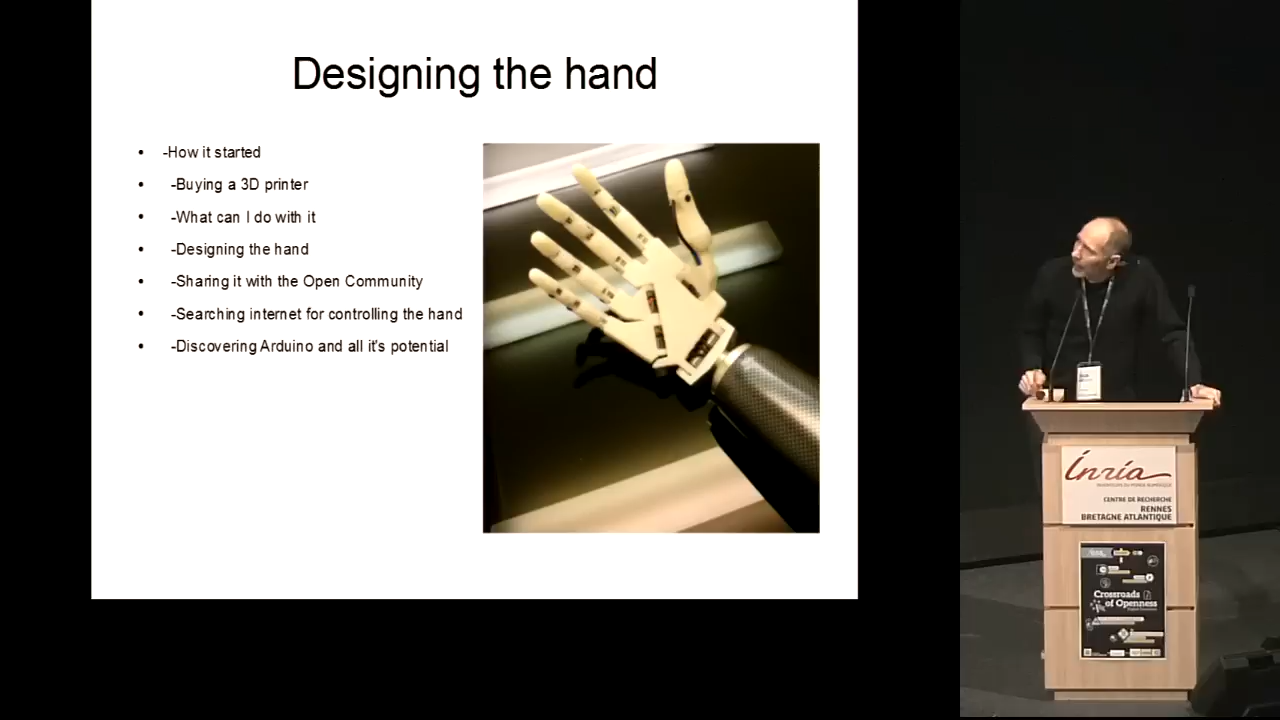 Designing the hand
• -How it started
• -Buying a 3D printer
• -What can I do with it
• -Designing the hand
• -Sharing it with the Open Community
• -Searching internet for controlling the hand
• -Discovering Arduino and all it's potential
inria
CENTRE DE RECHERCHE
RENNES
BRETAGNE ATLANTIQUE
Crossroads
of Openness